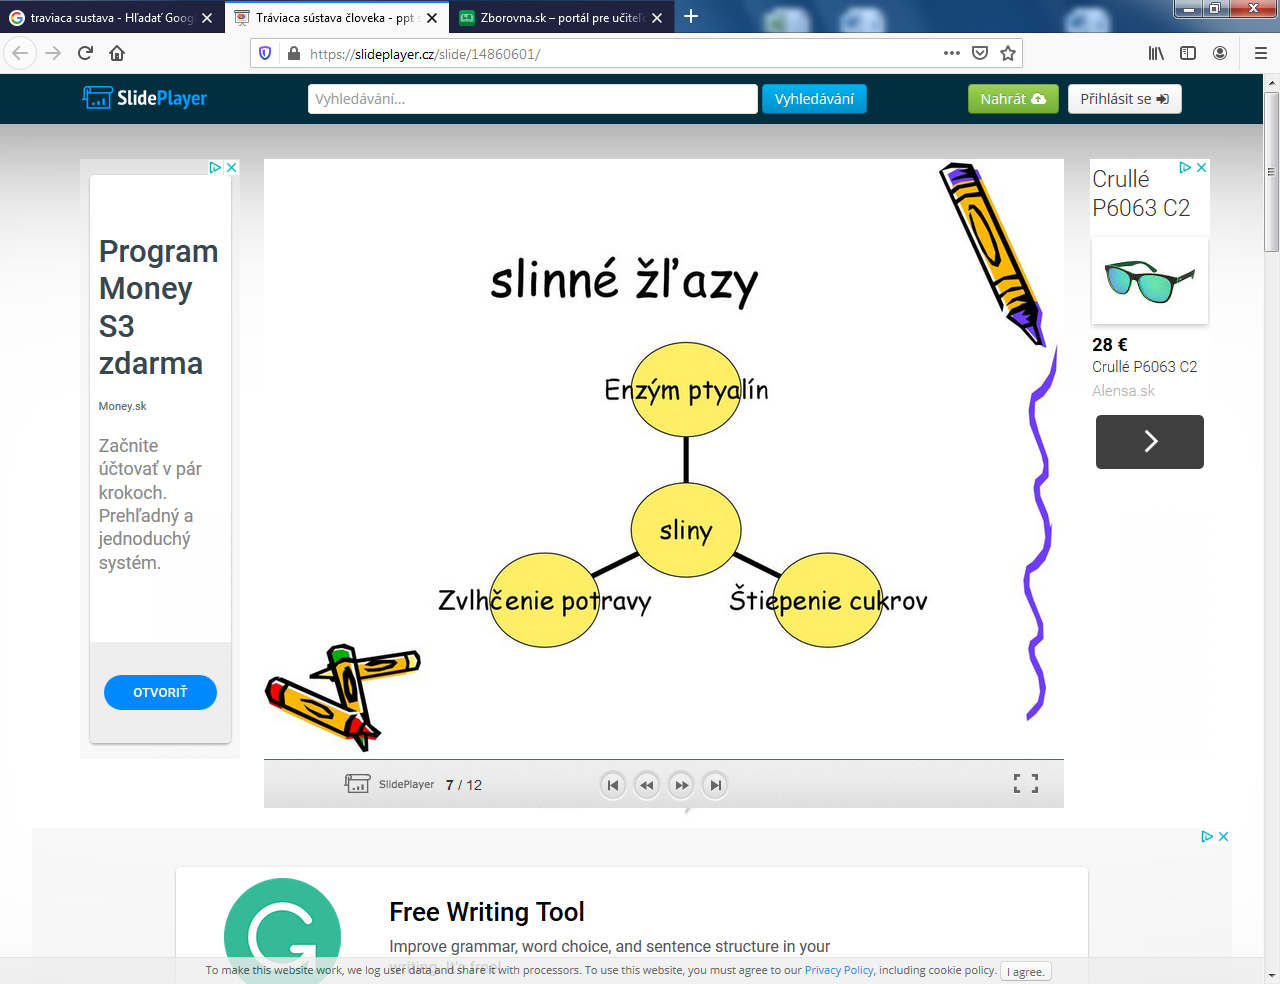 traviaca sustava - Hľadať Goog
Tráviaca sústava človeka - ppt s
Zborovna.sk – portál pre učiteľ
https://slideplayer.cz/slide/14860601/
SlidePlayer
Vyhledávání...
Vyhledávání
Nahrát
Přihlásit se
Program
Money
S3
zdarma
Money.sk
Začnite
účtovať v pár
krokoch.
Prehľadný a
jednoduchý
systém.
OTVORIŤ
slinné žľazy
Enzým ptyalín
sliny
Zvlhčenie potravy
Štiepenie cukrov
SlidePlayer
7 / 12
Crullé
P6063 C2
28 €
Crullé P6063 C2
Alensa.sk
Free Writing Tool
Improve grammar, word choice, and sentence structure in your
writing. It's free!
To make this website work, we log user data and share it with processors. To use this website, you must agree to our Privacy Policy, including cookie policy.
I agree.